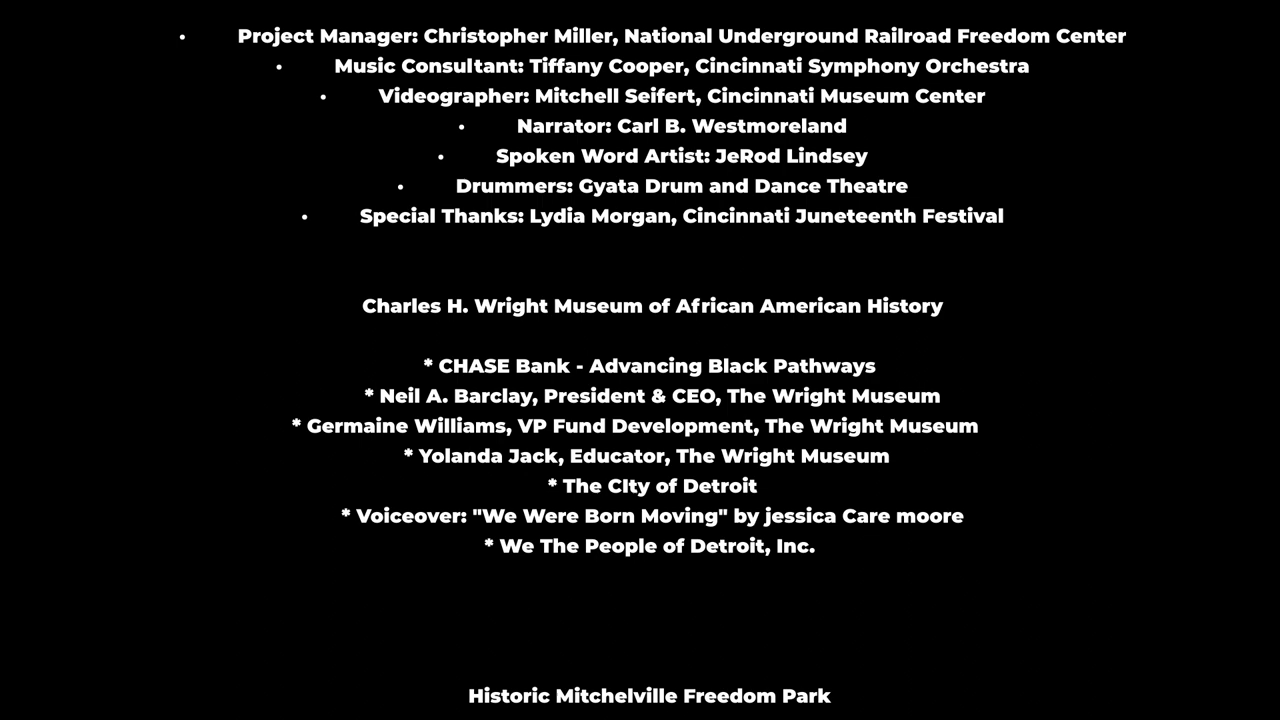 • Project Manager: Christopher Miller, National Underground Railroad Freedom Center
• Music Consultant: Tiffany Cooper, Cincinnati Symphony Orchestra
• Videographer: Mitchell Seifert, Cincinnati Museum Center
• Narrator: Carl B. Westmoreland
• Spoken Word Artist: JeRod Lindsey
• Drummers: Gyata Drum and Dance Theatre
• Special Thanks: Lydia Morgan, Cincinnati Juneteenth Festival
Charles H. Wright Museum of African American History
* CHASE Bank - Advancing Black Pathways
* Neil A. Barclay, President & CEO, The Wright Museum
* Germaine Williams, VP Fund Development, The Wright Museum
* Yolanda Jack, Educator, The Wright Museum
* The CIty of Detroit
* Voiceover: "We Were Born Moving" by jessica Care moore
* We The People of Detroit, Inc.
Historic Mitchelville Freedom Park